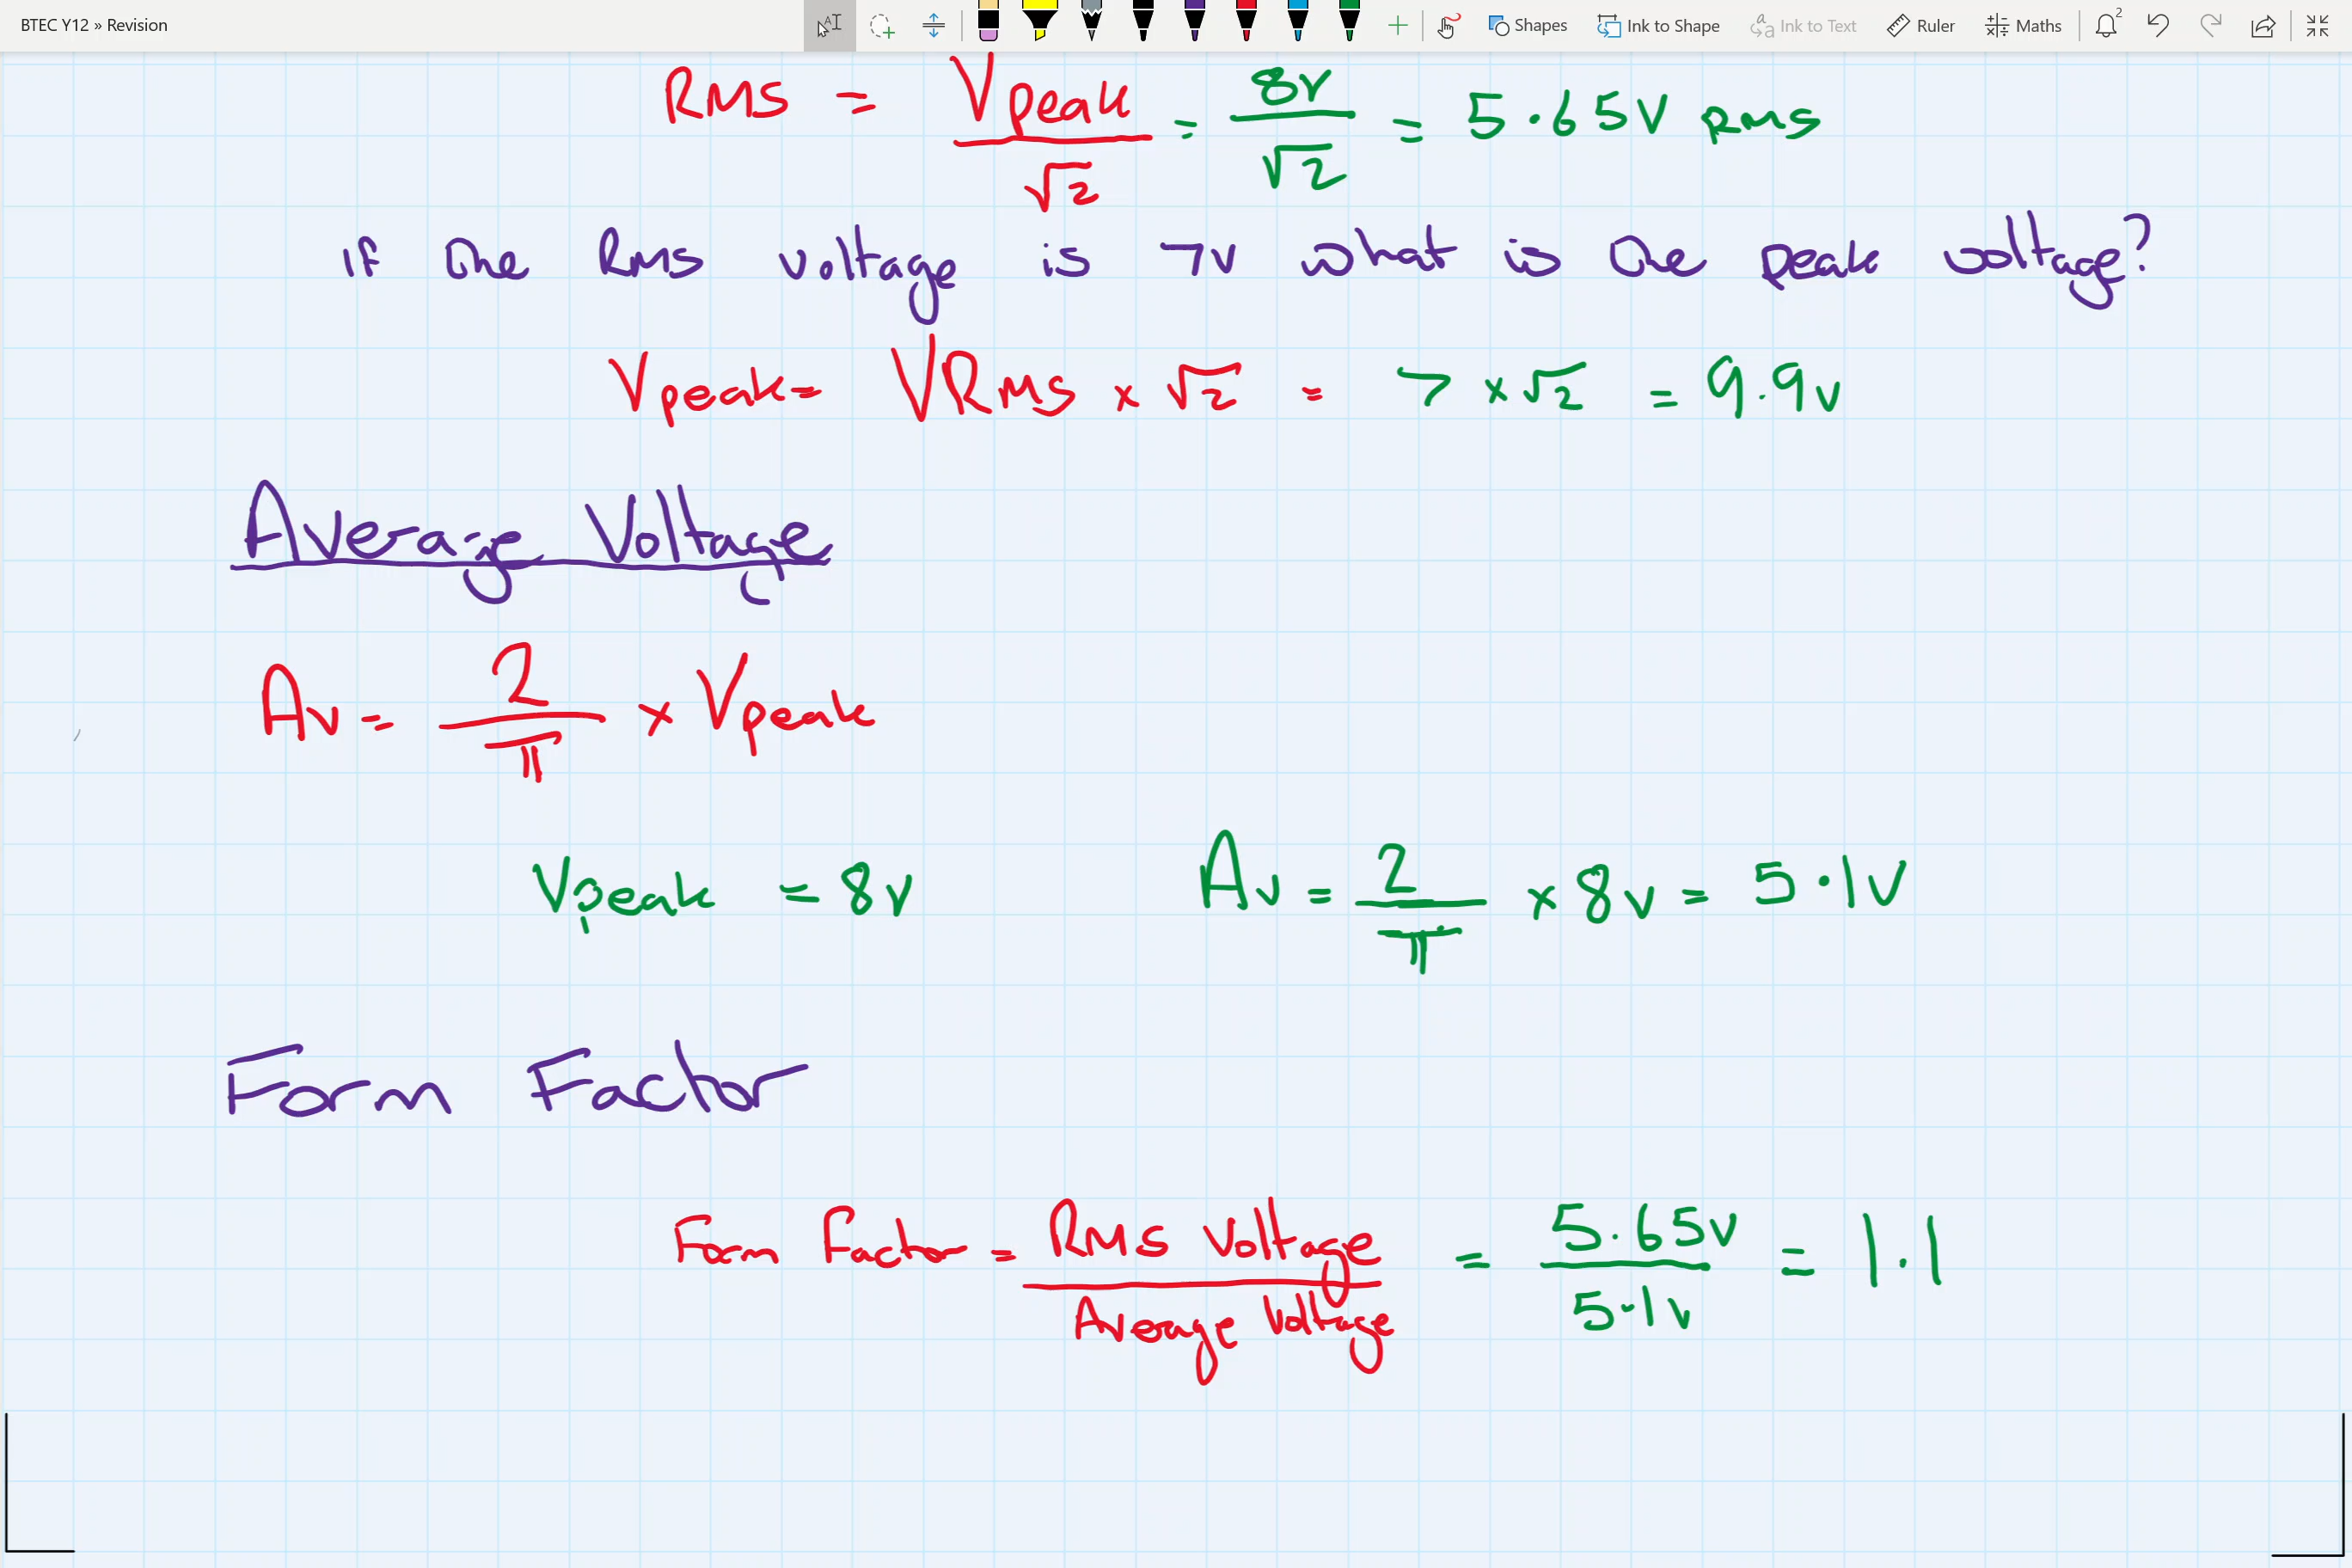 BTEC Y12 » Revision
Shapes Ink to Shape Ink to Text Ruler Maths 2
RMS = Vpeak/√2 = 8V/√2 = 5.65V RMS
If the RMS voltage is 7V what is the peak voltage?
Vpeak = VRMS × √2 = 7 × √2 = 9.9V
Average Voltage
Av = 2/π × Vpeak
Vpeak = 8V Av = 2/π × 8V = 5.1V
Form Factor
Form Factor = RMS Voltage/Average Voltage = 5.65V/5.1V = 1.1